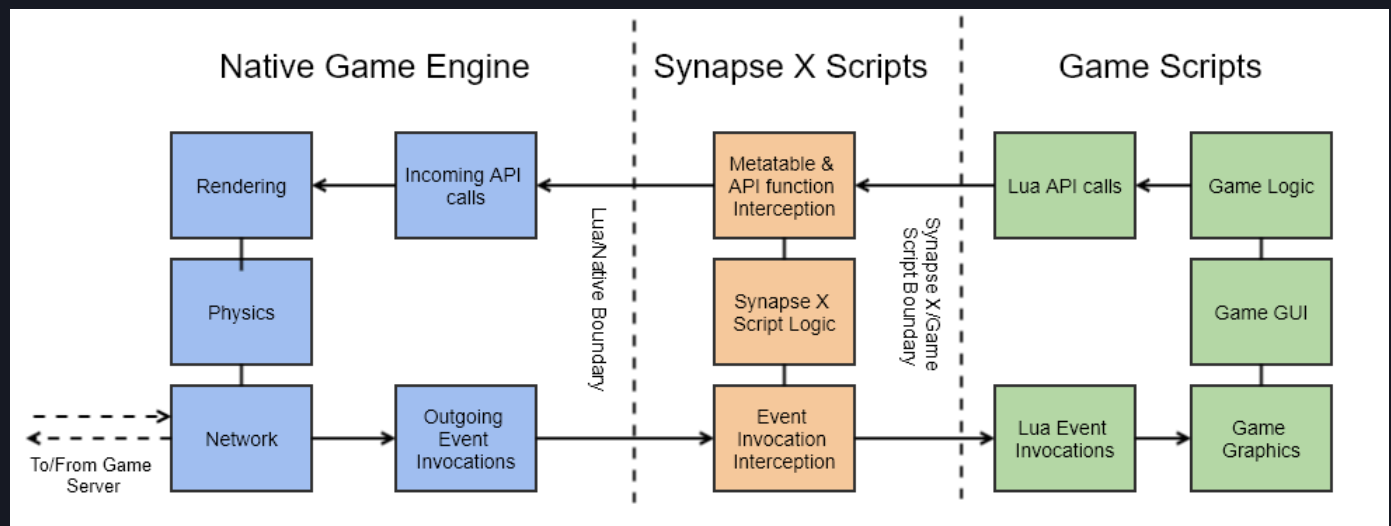 Native Game Engine
Synapse X Scripts
Game Scripts
Rendering
Incoming API
calls
Metatable &
API function
Interception
Lua API calls
Game Logic
Lua/Native Boundary
Synapse X/Game
Script Boundary
Physics
Synapse X
Script Logic
Game GUI
Network
Outgoing
Event
Invocations
Event
Invocation
Interception
Lua Event
Invocations
Game
Graphics
To/From Game
Server